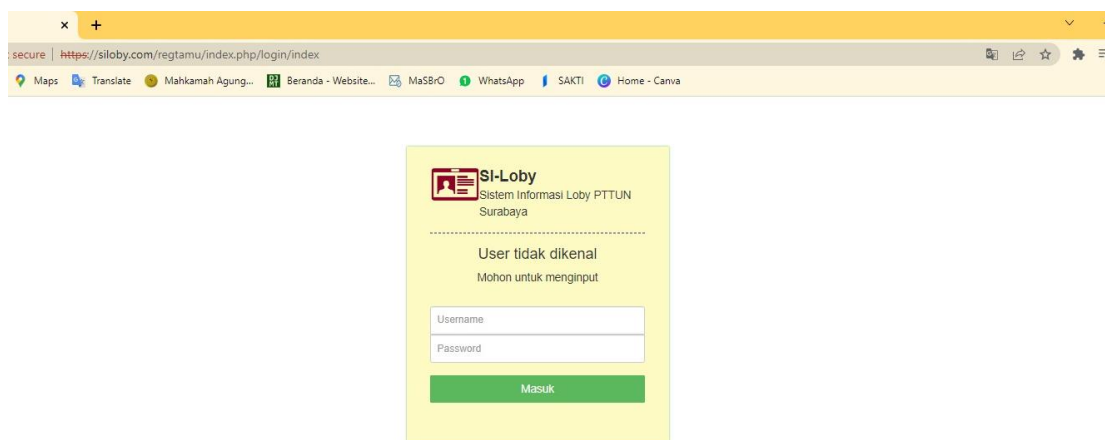 × +
secure | https://siloby.com/regtamu/index.php/login/index
Maps Translate Mahkamah Agung... Beranda - Website... MaSBrO 1 WhatsApp SAKTI Home - Canva
SI-Loby
Sistem Informasi Loby PTTUN
Surabaya
User tidak dikenal
Mohon untuk menginput
Username
Password
Masuk